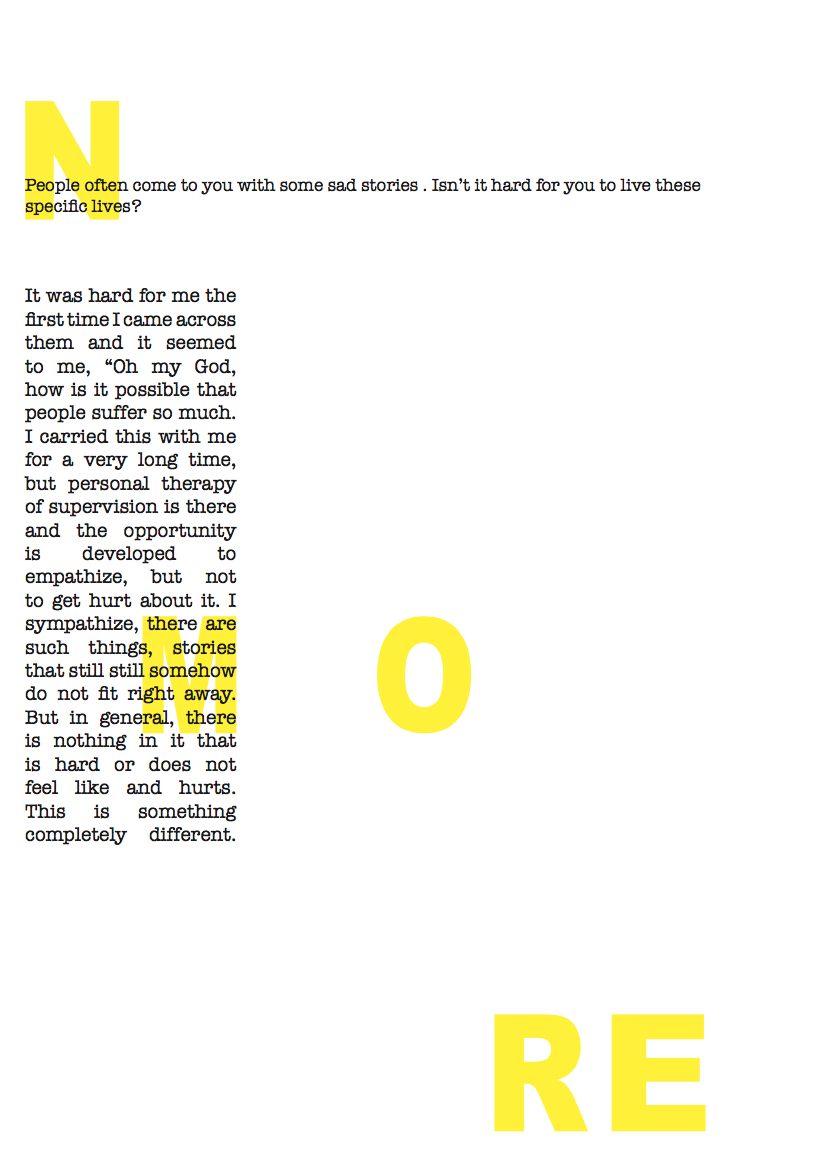 N
People often come to you with some sad stories . Isn’t it hard for you to live these
specific lives?
It was hard for me the
first time I came across
them and it seemed
to me, “Oh my God,
how is it possible that
people suffer so much.
I carried this with me
for a very long time,
but personal therapy
of supervision is there
and the opportunity
is developed to
empathize, but not
to get hurt about it. I
sympathize, there are
such things, stories
that still still somehow
do not fit right away.
But in general, there
is nothing in it that
is hard or does not
feel like and hurts.
This is something
completely different.
M O
RE